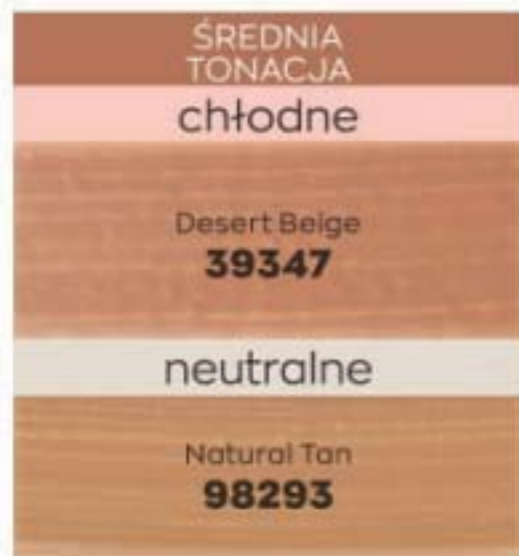 ŚREDNIA
TONACJA
chłodne
Desert Beige
39347
neutralne
Natural Tan
98293